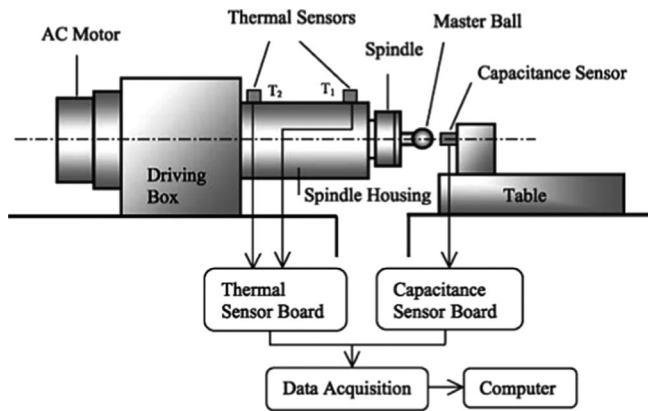 Thermal Sensors
AC Motor
Master Ball
Spindle
Capacitance Sensor
T₂
T₁
Driving
Box
Spindle Housing
Table
Thermal
Sensor Board
Capacitance
Sensor Board
Data Acquisition
Computer